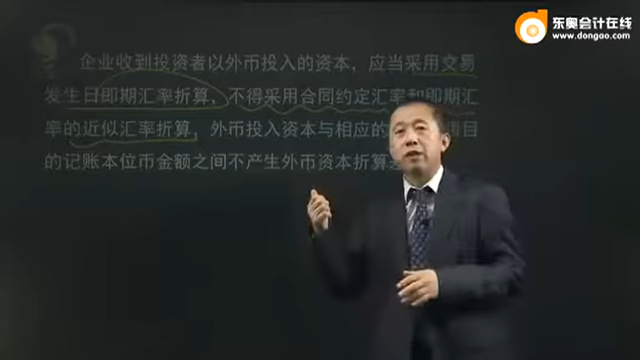 东奥会计在线
www.dongao.com
企业收到投资者以外币投入的资本，应当采用交易
发生日即期汇率折算，不得采用合同约定汇率和即期汇
率的近似汇率折算，外币投入资本与相应的 项目
的记账本位币金额之间不产生外币资本折算